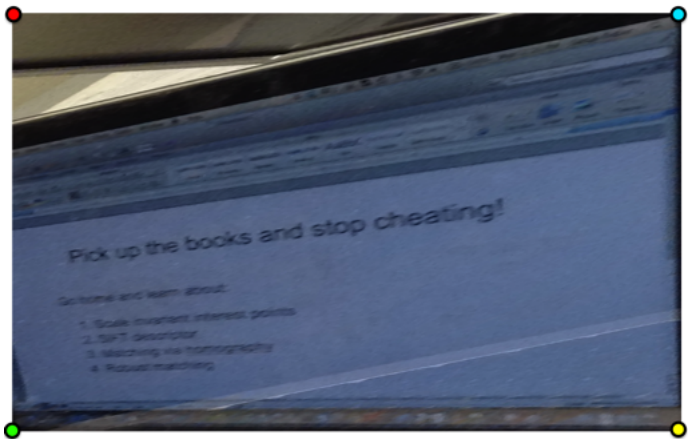 Pick up the books and stop cheating!
Go home and learn about:
1. Scale invariant interest points
2. SIFT descriptor
3. Matching via homography
4. Robust matching